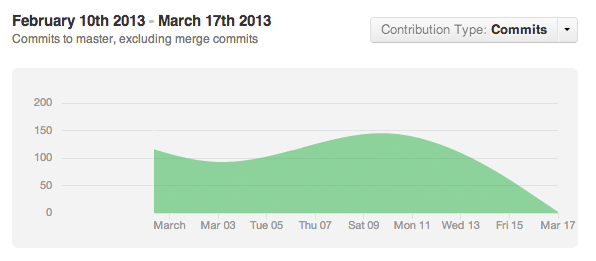 February 10th 2013 - March 17th 2013
Contribution Type: Commits
Commits to master, excluding merge commits
200
150
100
50
0
March Mar 03 Tue 05 Thu 07 Sat 09 Mon 11 Wed 13 Fri 15 Mar 17